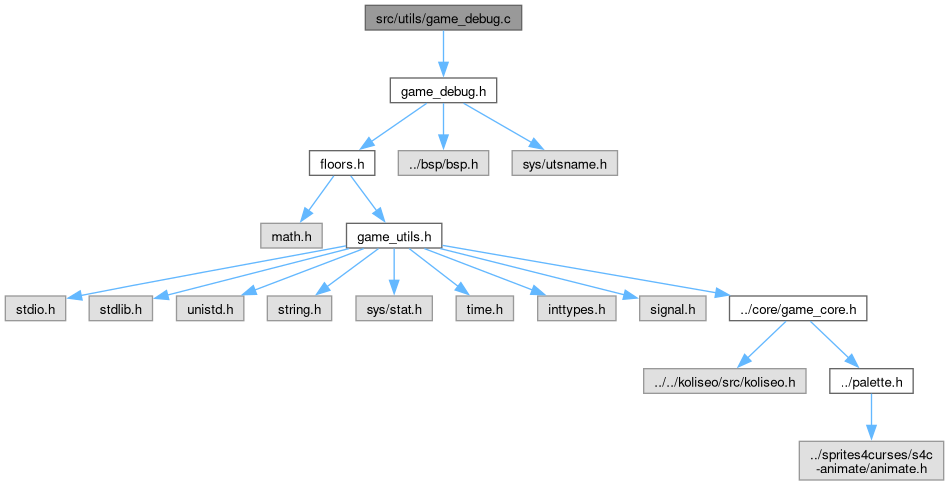 src/utils/game_debug.c
game_debug.h
floors.h
../bsp/bsp.h
sys/utsname.h
math.h
game_utils.h
stdio.h
stdlib.h
unistd.h
string.h
sys/stat.h
time.h
inttypes.h
signal.h
../core/game_core.h
../../koliseo/src/koliseo.h
../palette.h
../sprites4curses/s4c
-animate/animate.h